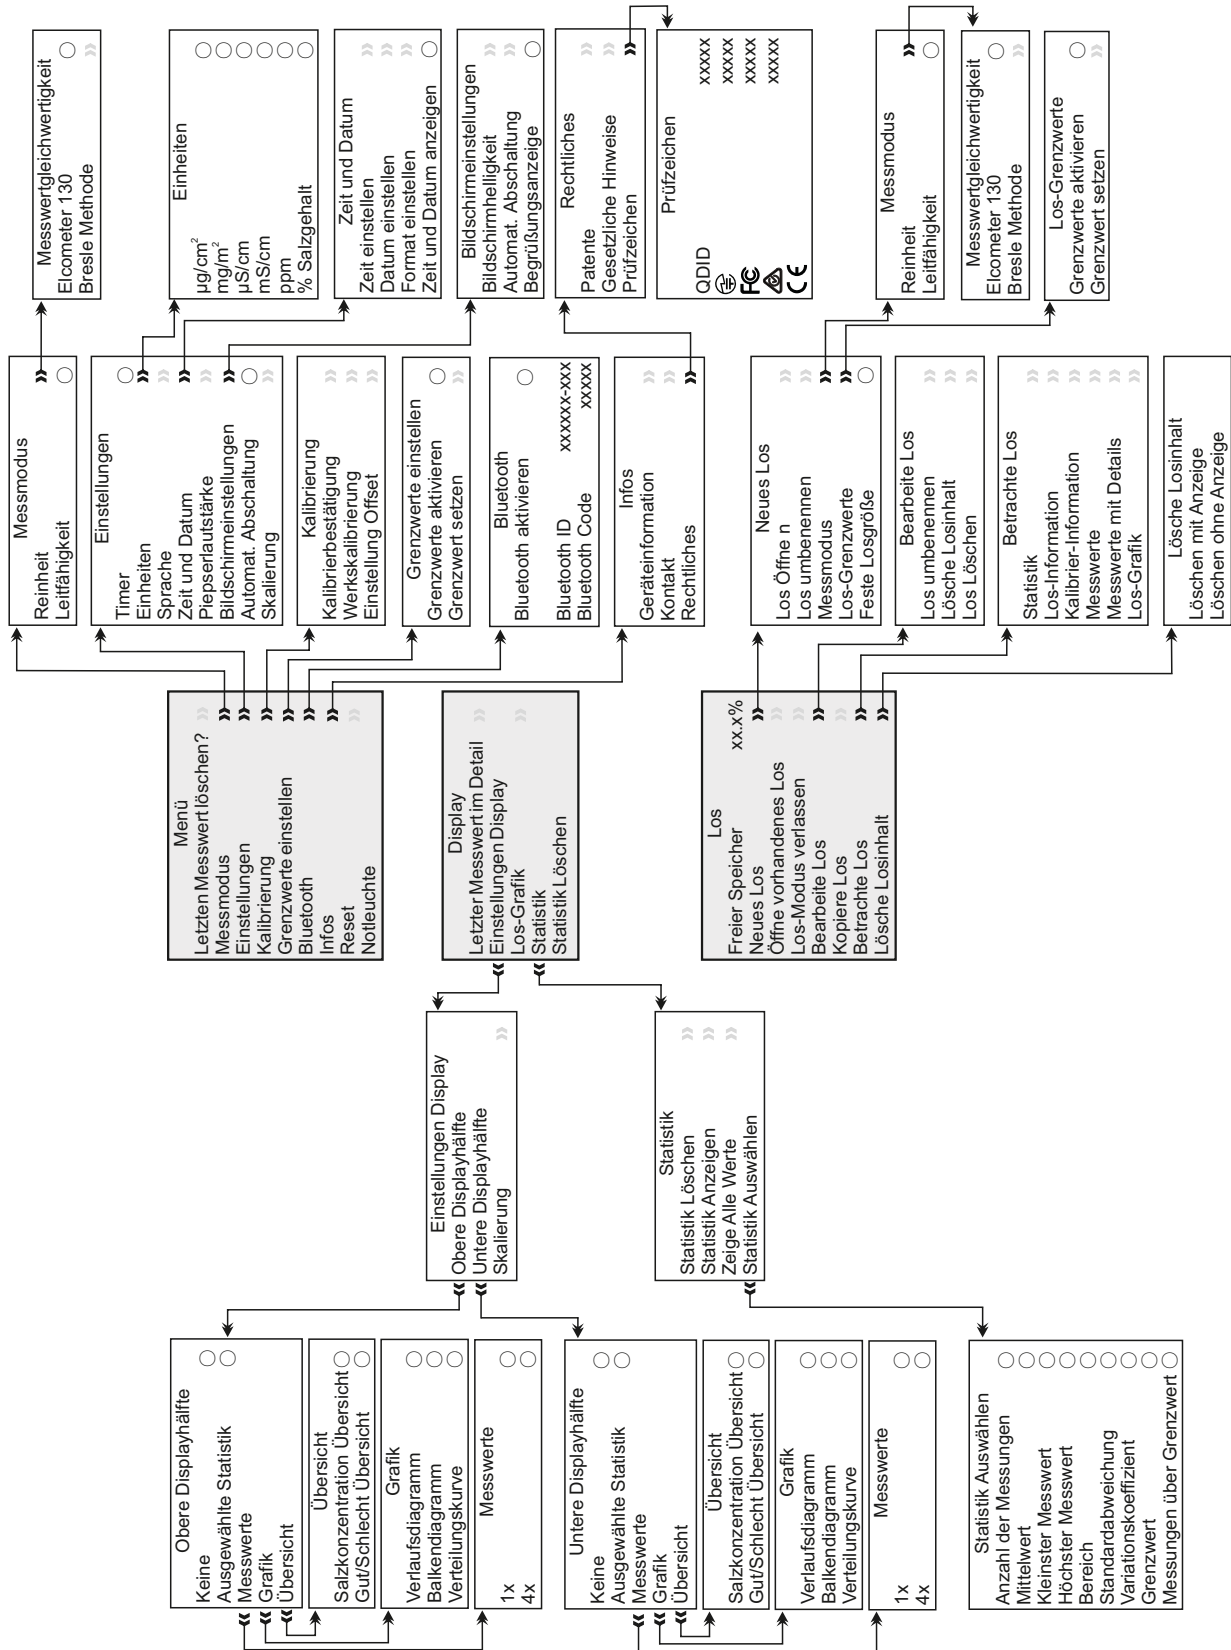 Menü
Letzten Messwert löschen?
Messmodus
Einstellungen
Kalibrierung
Grenzwerte einstellen
Bluetooth
Infos
Reset
Notleuchte
Messmodus
Reinheit
Leitfähigkeit
Messwertgleichwertigkeit
Elcometer 130
Bresle Methode
Einstellungen
Timer
Einheiten
Sprache
Zeit und Datum
Piepserlautstärke
Bildschirmeinstellungen
Automat. Abschaltung
Skalierung
Einheiten
µg/cm²
mg/m²
µS/cm
mS/cm
ppm
% Salzgehalt
Zeit und Datum
Zeit einstellen
Datum einstellen
Format einstellen
Zeit und Datum anzeigen
Bildschirmeinstellungen
Bildschirmhelligkeit
Automat. Abschaltung
Begrüßungsanzeige
Kalibrierung
Kalibrierbestätigung
Werkskalibrierung
Einstellung Offset
Grenzwerte einstellen
Grenzwerte aktivieren
Grenzwert setzen
Bluetooth
Bluetooth aktivieren
Bluetooth ID xxxxxx-xxx
Bluetooth Code xxxxx
Infos
Geräteinformation
Kontakt
Rechtliches
Rechtliches
Patente
Gesetzliche Hinweise
Prüfzeichen
Prüfzeichen
QDID xxxxx
xxxxx
FC xxxxx
CE xxxxx
Display
Letzter Messwert im Detail
Einstellungen Display
Los-Grafik
Statistik
Statistik Löschen
Einstellungen Display
Obere Displayhälfte
Untere Displayhälfte
Skalierung
Obere Displayhälfte
Keine
Ausgewählte Statistik
Messwerte
Grafik
Übersicht
Übersicht
Salzkonzentration Übersicht
Gut/Schlecht Übersicht
Grafik
Verlaufsdiagramm
Balkendiagramm
Verteilungskurve
Messwerte
1x
4x
Untere Displayhälfte
Keine
Ausgewählte Statistik
Messwerte
Grafik
Übersicht
Übersicht
Salzkonzentration Übersicht
Gut/Schlecht Übersicht
Grafik
Verlaufsdiagramm
Balkendiagramm
Verteilungskurve
Messwerte
1x
4x
Statistik
Statistik Löschen
Statistik Anzeigen
Zeige Alle Werte
Statistik Auswählen
Statistik Auswählen
Anzahl der Messungen
Mittelwert
Kleinster Messwert
Höchster Messwert
Bereich
Standardabweichung
Variationskoeffizient
Grenzwert
Messungen über Grenzwert
Los
Freier Speicher xx.x%
Neues Los
Öffne vorhandenes Los
Los-Modus verlassen
Bearbeite Los
Kopiere Los
Betrachte Los
Lösche Losinhalt
Neues Los
Los Öffne n
Los umbenennen
Messmodus
Los-Grenzwerte
Feste Losgröße
Messmodus
Reinheit
Leitfähigkeit
Messwertgleichwertigkeit
Elcometer 130
Bresle Methode
Los-Grenzwerte
Grenzwerte aktivieren
Grenzwert setzen
Bearbeite Los
Los umbenennen
Lösche Losinhalt
Los Löschen
Betrachte Los
Statistik
Los-Information
Kalibrier-Information
Messwerte
Messwerte mit Details
Los-Grafik
Lösche Losinhalt
Löschen mit Anzeige
Löschen ohne Anzeige